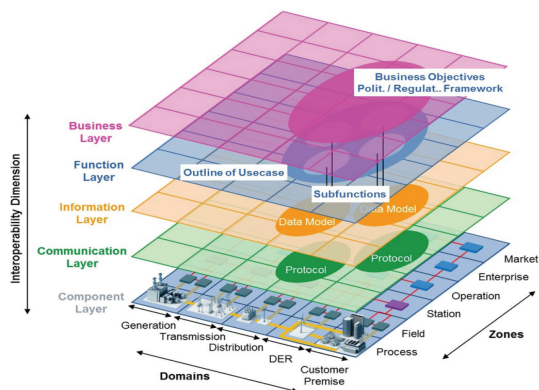 Business Objectives
Polit. / Regulat.. Framework
Business
Layer
Function
Layer
Outline of Usecase
Subfunctions
Information
Layer
Data Model
Data Model
Communication
Layer
Protocol
Protocol
Component
Layer
Interoperability Dimension
Market
Enterprise
Operation
Station
Field
Process
Zones
Generation
Transmission
Distribution
DER
Customer
Premise
Domains